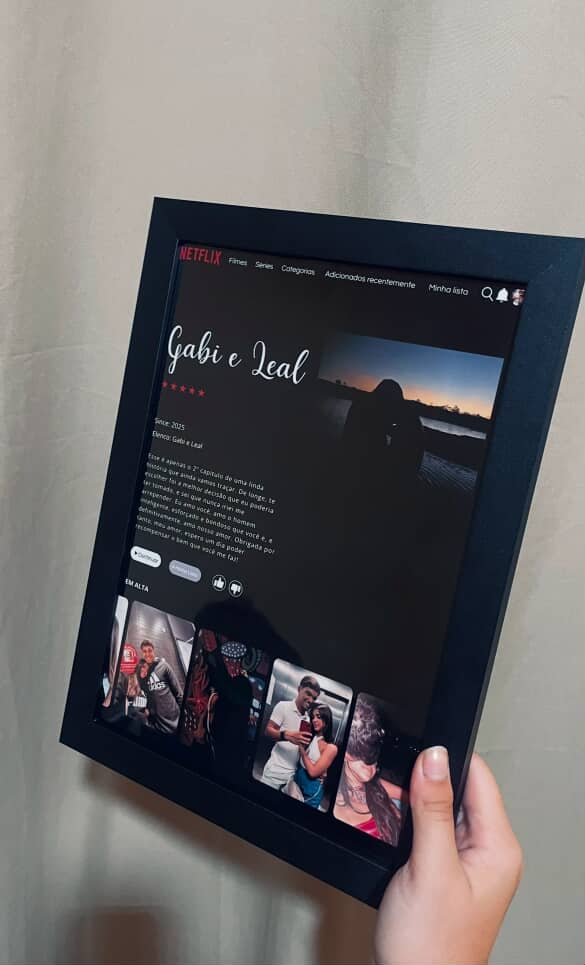 NETFLIX
Filmes Séries Categorias Adicionados recentemente Minha lista
Gabi e Leal
★★★★★
Since: 2025
Elenco: Gabi e Leal
Esse é apenas o 2° capítulo de uma linda
história que ainda vamos traçar. De longe, te
escolher foi a melhor decisão que eu poderia
ter tomado, e sei que nunca irei me
arrepender. Eu amo você, amo o homem
inteligente, esforçado e bondoso que você é, e
definitivamente, amo nosso amor. Obrigada por
tanto, meu amor, espero um dia poder
recompensar o bem que você me faz!
Continuar
EM ALTA
adidas